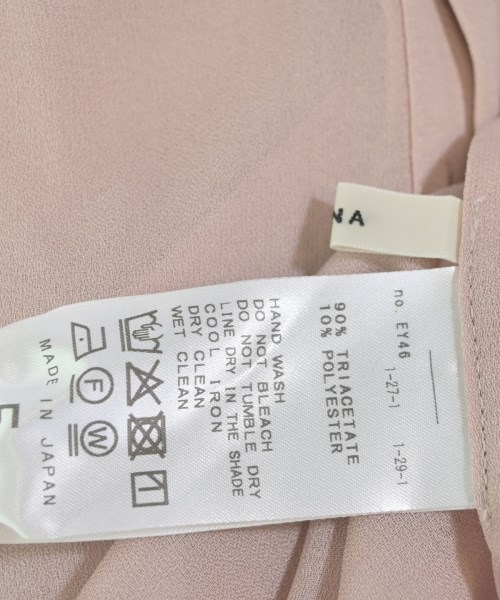 NA
no. EY46
1-27-1
1-29-1
90% TRIACETATE
10% POLYESTER
HAND WASH
DO NOT BLEACH
DO NOT TUMBLE DRY
LINE DRY IN THE SHADE
COOL IRON
DRY CLEAN
WET CLEAN
F
W
MADE IN JAPAN